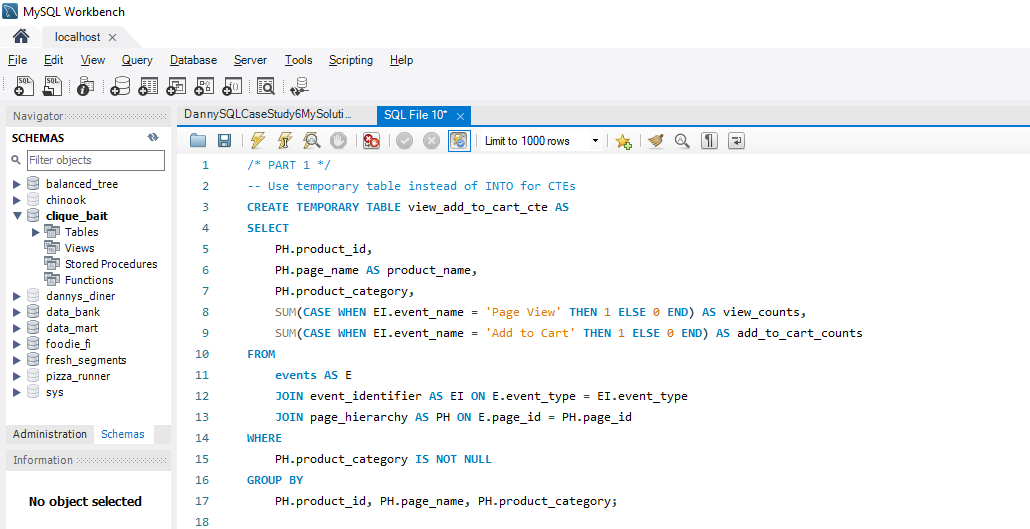 MySQL Workbench
localhost
File Edit View Query Database Server Tools Scripting Help
SQL SQL
Navigator
SCHEMAS
Filter objects
balanced_tree
chinook
clique_bait
Tables
Views
Stored Procedures
Functions
dannys_diner
data_bank
data_mart
foodie_fi
fresh_segments
pizza_runner
sys
Administration Schemas
Information
No object selected
DannySQLCaseStudy6MySoluti... SQL File 10*
Limit to 1000 rows
1 /* PART 1 */
2 -- Use temporary table instead of INTO for CTEs
3 CREATE TEMPORARY TABLE view_add_to_cart_cte AS
4 SELECT
5 PH.product_id,
6 PH.page_name AS product_name,
7 PH.product_category,
8 SUM(CASE WHEN EI.event_name = 'Page View' THEN 1 ELSE 0 END) AS view_counts,
9 SUM(CASE WHEN EI.event_name = 'Add to Cart' THEN 1 ELSE 0 END) AS add_to_cart_counts
10 FROM
11 events AS E
12 JOIN event_identifier AS EI ON E.event_type = EI.event_type
13 JOIN page_hierarchy AS PH ON E.page_id = PH.page_id
14 WHERE
15 PH.product_category IS NOT NULL
16 GROUP BY
17 PH.product_id, PH.page_name, PH.product_category;
18